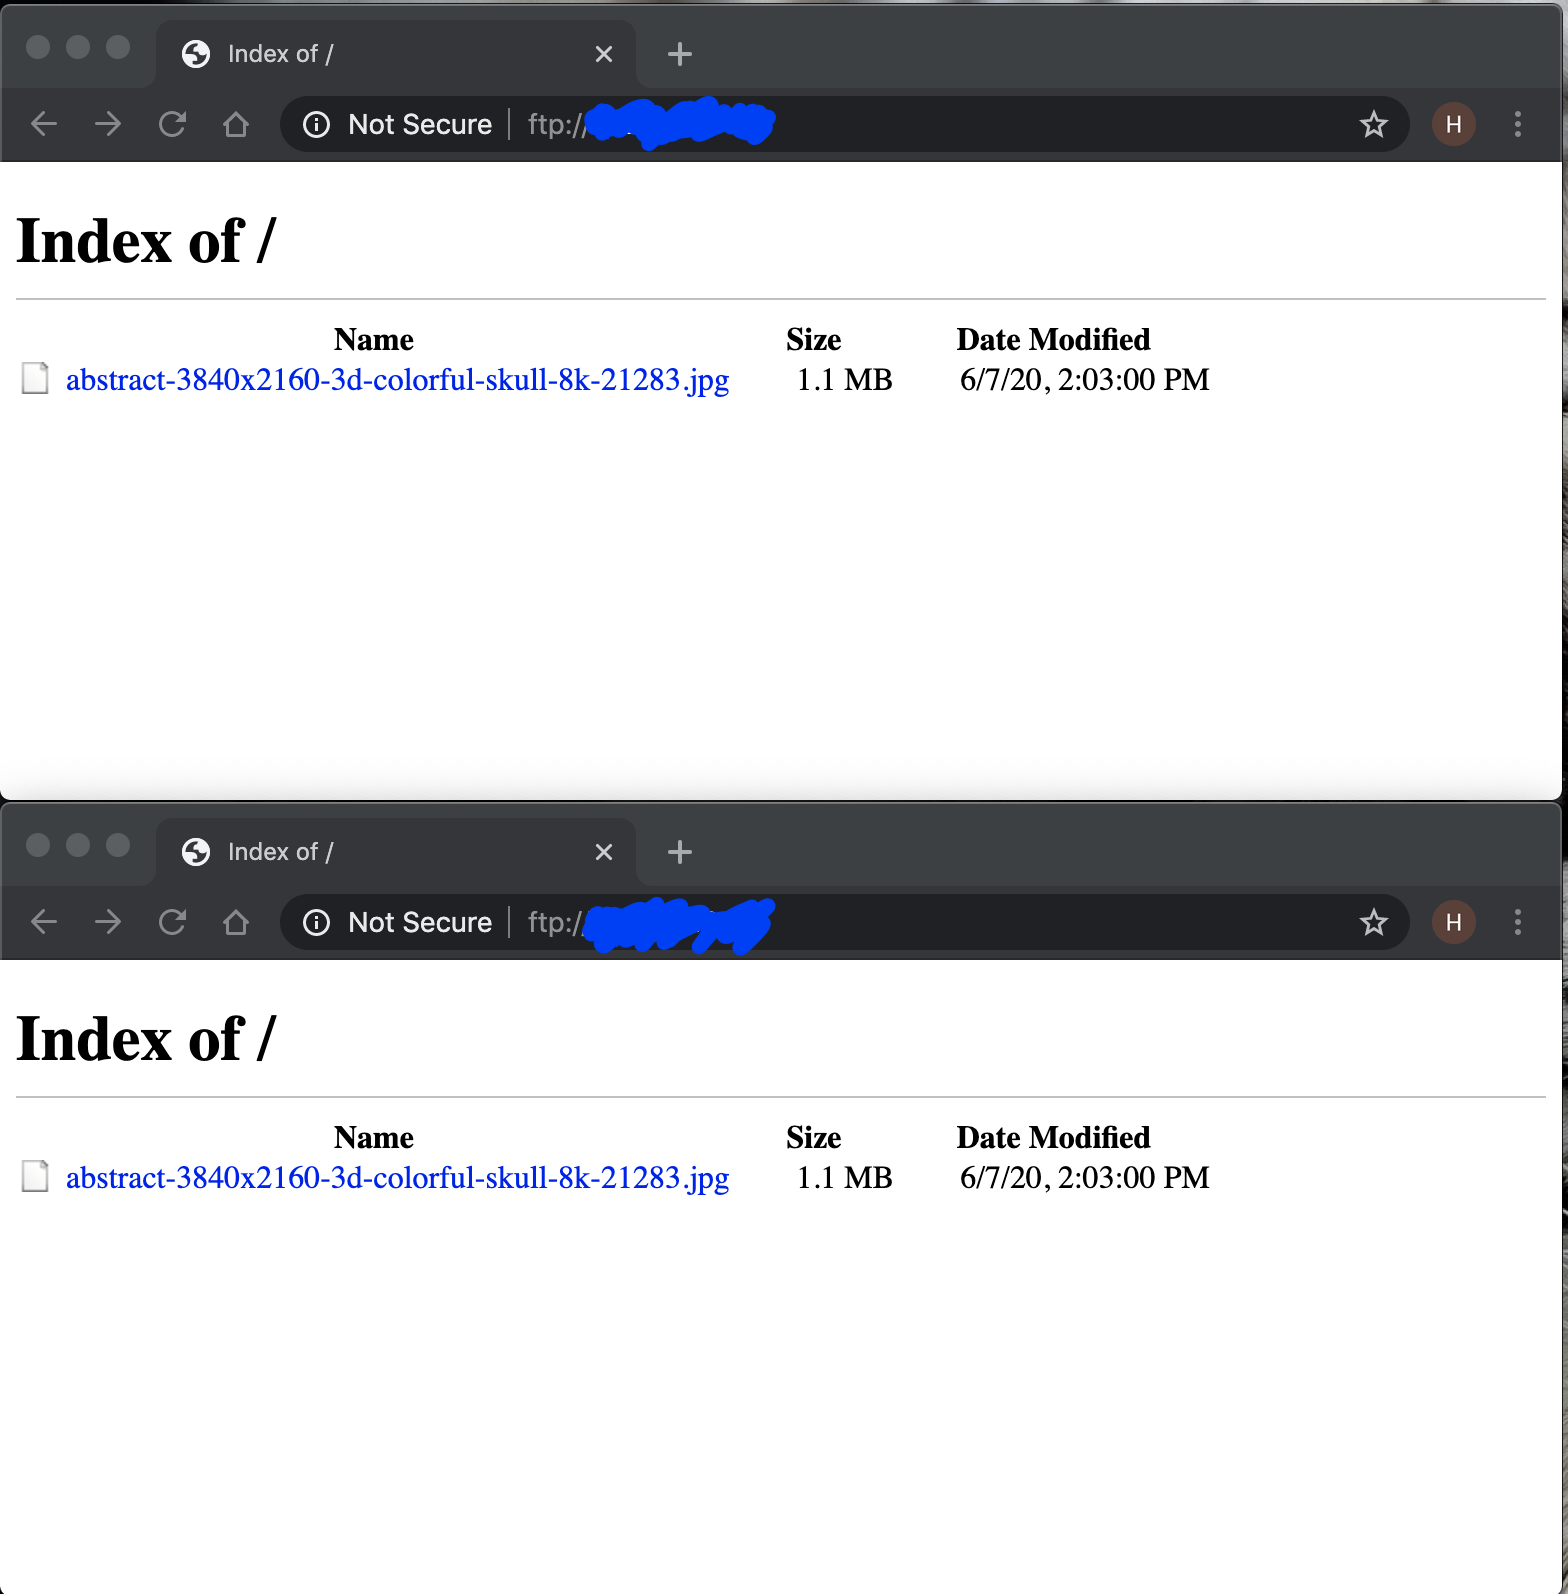 Index of /
Not Secure ftp://
H
Index of /
Name Size Date Modified
abstract-3840x2160-3d-colorful-skull-8k-21283.jpg 1.1 MB 6/7/20, 2:03:00 PM
Index of /
Not Secure ftp://
H
Index of /
Name Size Date Modified
abstract-3840x2160-3d-colorful-skull-8k-21283.jpg 1.1 MB 6/7/20, 2:03:00 PM